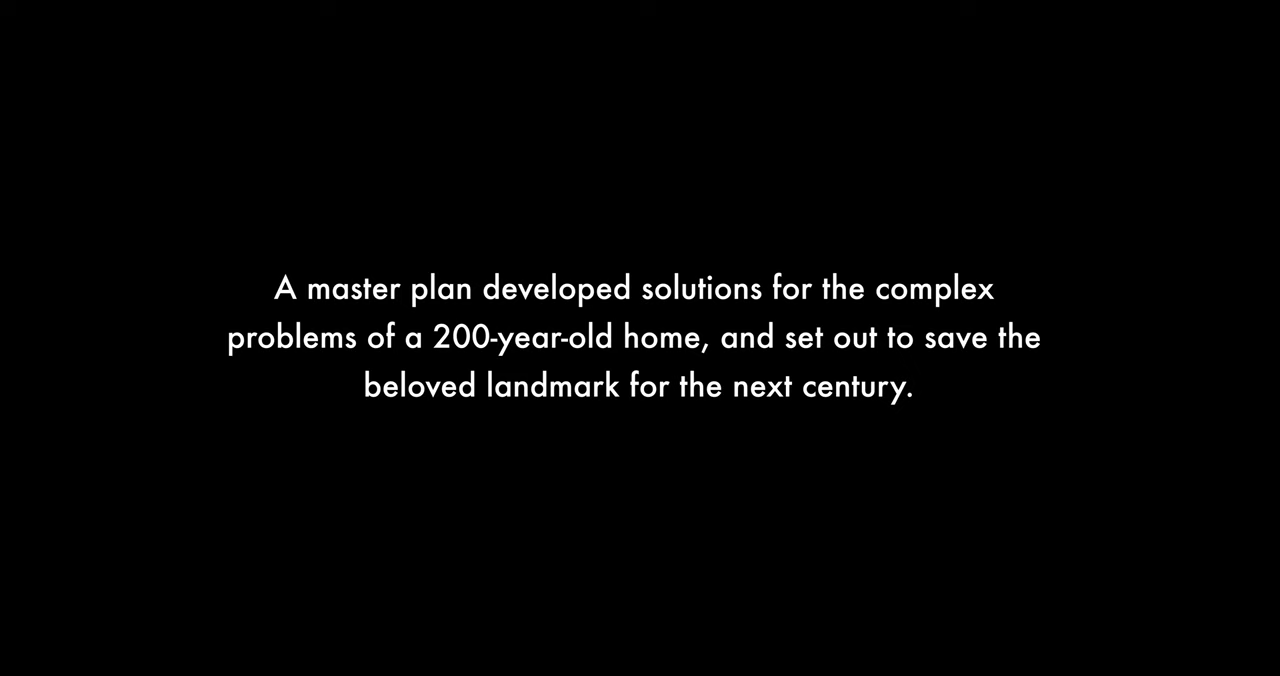 A master plan developed solutions for the complex
problems of a 200-year-old home, and set out to save the
beloved landmark for the next century.